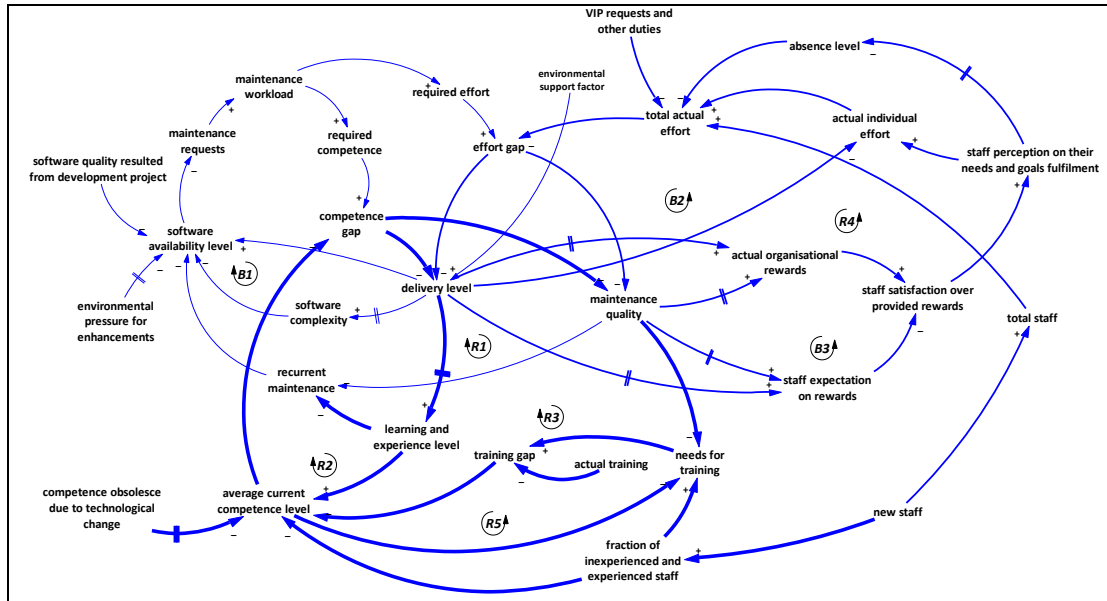 VIP requests and
other duties
absence level
maintenance
workload
required effort
environmental
support factor
total actual
effort
actual individual
effort
maintenance
requests
required
competence
effort gap
staff perception on their
needs and goals fulfilment
software quality resulted
from development project
B2
competence
gap
R4
software
availability level
B1
actual organisational
rewards
delivery level
maintenance
quality
staff satisfaction over
provided rewards
environmental
pressure for
enhancements
software
complexity
total staff
R1
B3
recurrent
maintenance
staff expectation
on rewards
R3
learning and
experience level
training gap
actual training
needs for
training
R2
competence obsolesce
due to technological
change
average current
competence level
R5
new staff
fraction of
inexperienced and
experienced staff